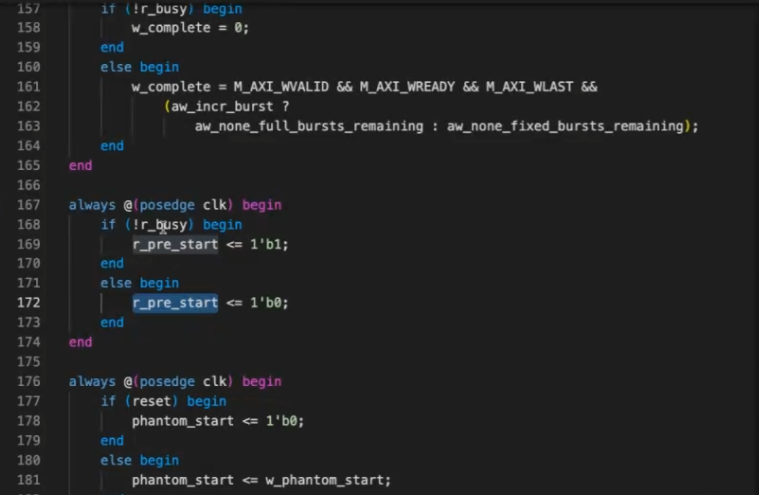 157 if (!r_busy) begin
158 w_complete = 0;
159 end
160 else begin
161 w_complete = M_AXI_WVALID && M_AXI_WREADY && M_AXI_WLAST &&
162 (aw_incr_burst ?
163 aw_none_full_bursts_remaining : aw_none_fixed_bursts_remaining);
164 end
165 end
166
167 always @(posedge clk) begin
168 if (!r_busy) begin
169 r_pre_start <= 1'b1;
170 end
171 else begin
172 r_pre_start <= 1'b0;
173 end
174 end
175
176 always @(posedge clk) begin
177 if (reset) begin
178 phantom_start <= 1'b0;
179 end
180 else begin
181 phantom_start <= w_phantom_start;